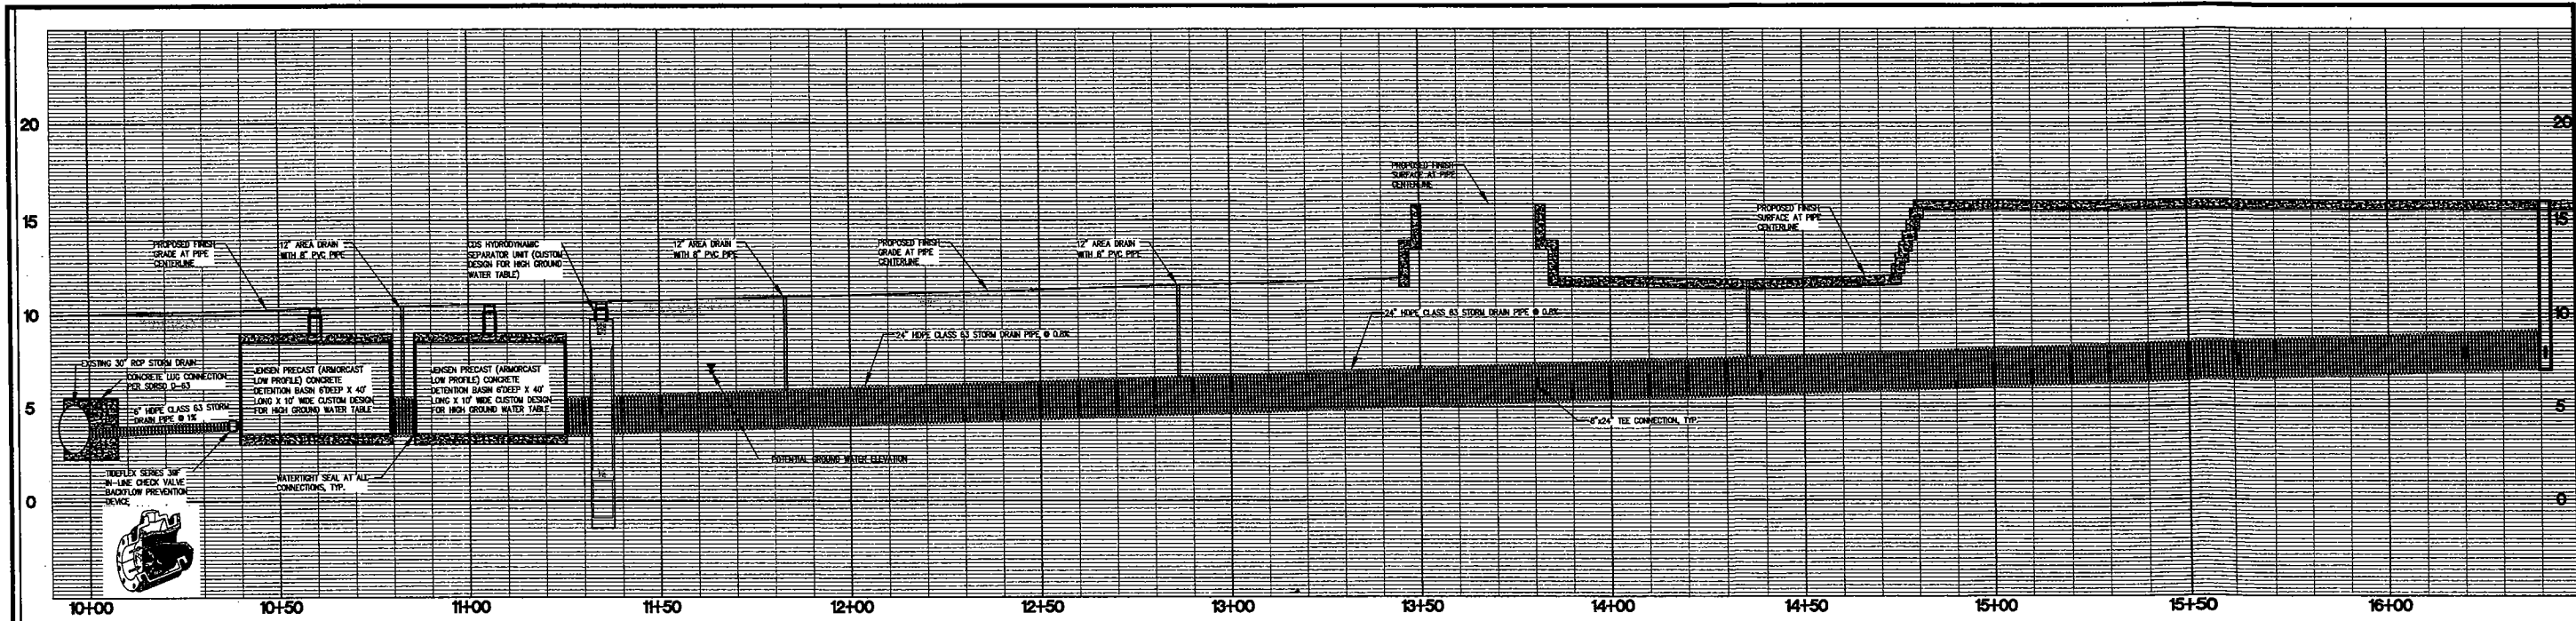 20
15
10
5
0
20
15
10
5
0
PROPOSED FINISH
GRADE AT PIPE
CENTERLINE
12" AREA DRAIN
WITH 8" PVC PIPE
CDS HYDRODYNAMIC
SEPARATOR UNIT (CUSTOM
DESIGN FOR HIGH GROUND
WATER TABLE)
12" AREA DRAIN
WITH 8" PVC PIPE
PROPOSED FINISH
GRADE AT PIPE
CENTERLINE
12" AREA DRAIN
WITH 8" PVC PIPE
PROPOSED FINISH
SURFACE AT PIPE
CENTERLINE
PROPOSED FINISH
SURFACE AT PIPE
CENTERLINE
EXISTING 30" RCP STORM DRAIN
CONCRETE LUG CONNECTION
PER SDRSD D-63
6" HDPE CLASS 63 STORM
DRAIN PIPE @ 1%
JENSEN PRECAST (ARMORCAST
LOW PROFILE) CONCRETE
DETENTION BASIN 6'DEEP X 40'
LONG X 10' WIDE CUSTOM DESIGN
FOR HIGH GROUND WATER TABLE
JENSEN PRECAST (ARMORCAST
LOW PROFILE) CONCRETE
DETENTION BASIN 6'DEEP X 40'
LONG X 10' WIDE CUSTOM DESIGN
FOR HIGH GROUND WATER TABLE
24" HDPE CLASS 63 STORM DRAIN PIPE @ 0.8%
24" HDPE CLASS 63 STORM DRAIN PIPE @ 0.8%
8"x24" TEE CONNECTION, TYP.
POTENTIAL GROUND WATER ELEVATION
WATERTIGHT SEAL AT ALL
CONNECTIONS, TYP.
TIDEFLEX SERIES
IN-LINE CHECK VALVE
BACKFLOW PREVENTION
DEVICE
10+00
10+50
11+00
11+50
12+00
12+50
13+00
13+50
14+00
14+50
15+00
15+50
16+00